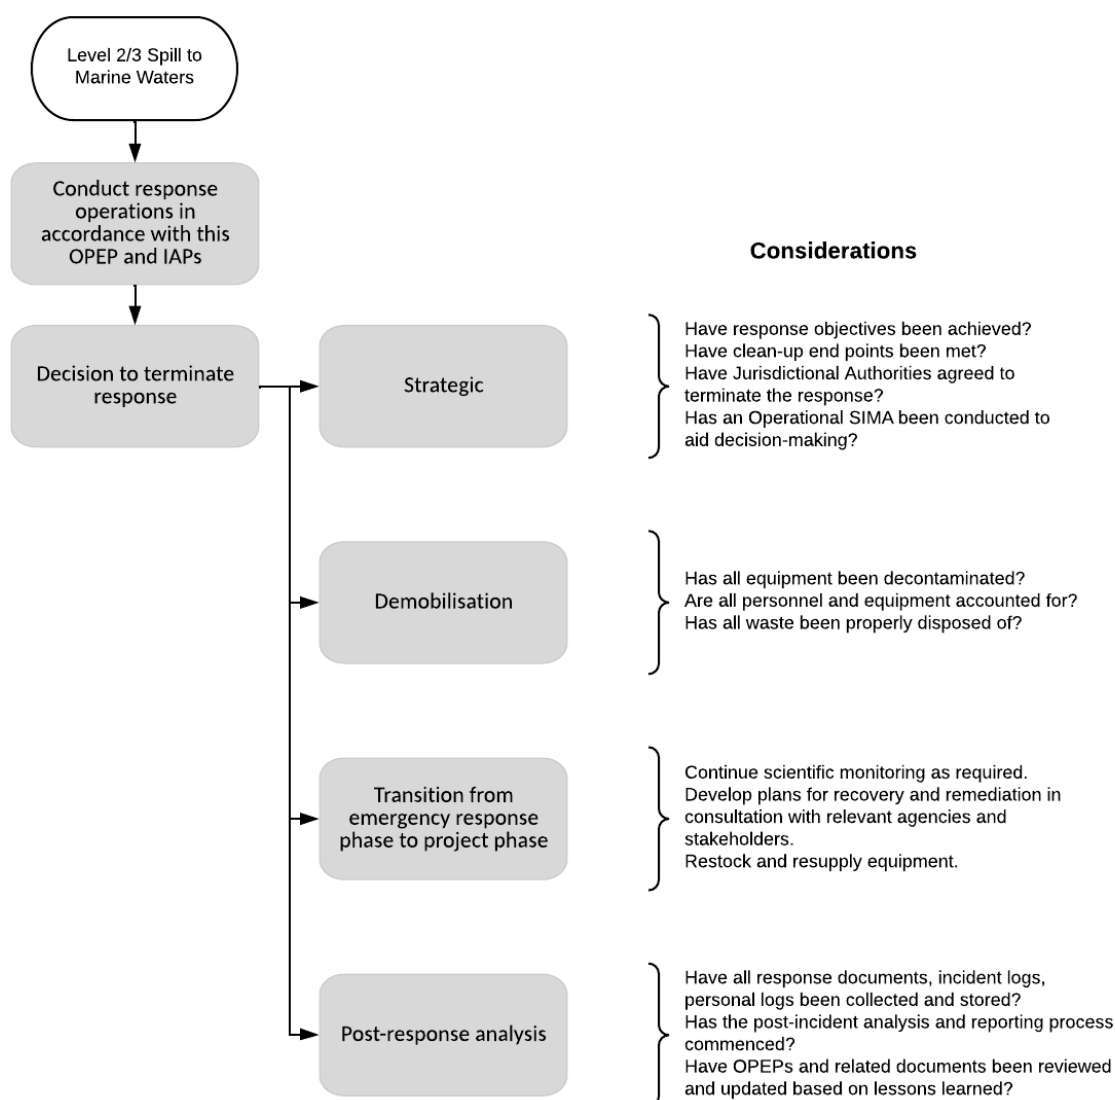 Level 2/3 Spill to
Marine Waters
Conduct response
operations in
accordance with this
OPEP and IAPs
Considerations
Decision to terminate
response
Strategic
Have response objectives been achieved?
Have clean-up end points been met?
Have Jurisdictional Authorities agreed to
terminate the response?
Has an Operational SIMA been conducted to
aid decision-making?
Demobilisation
Has all equipment been decontaminated?
Are all personnel and equipment accounted for?
Has all waste been properly disposed of?
Transition from
emergency response
phase to project phase
Continue scientific monitoring as required.
Develop plans for recovery and remediation in
consultation with relevant agencies and
stakeholders.
Restock and resupply equipment.
Post-response analysis
Have all response documents, incident logs,
personal logs been collected and stored?
Has the post-incident analysis and reporting process
commenced?
Have OPEPs and related documents been reviewed
and updated based on lessons learned?